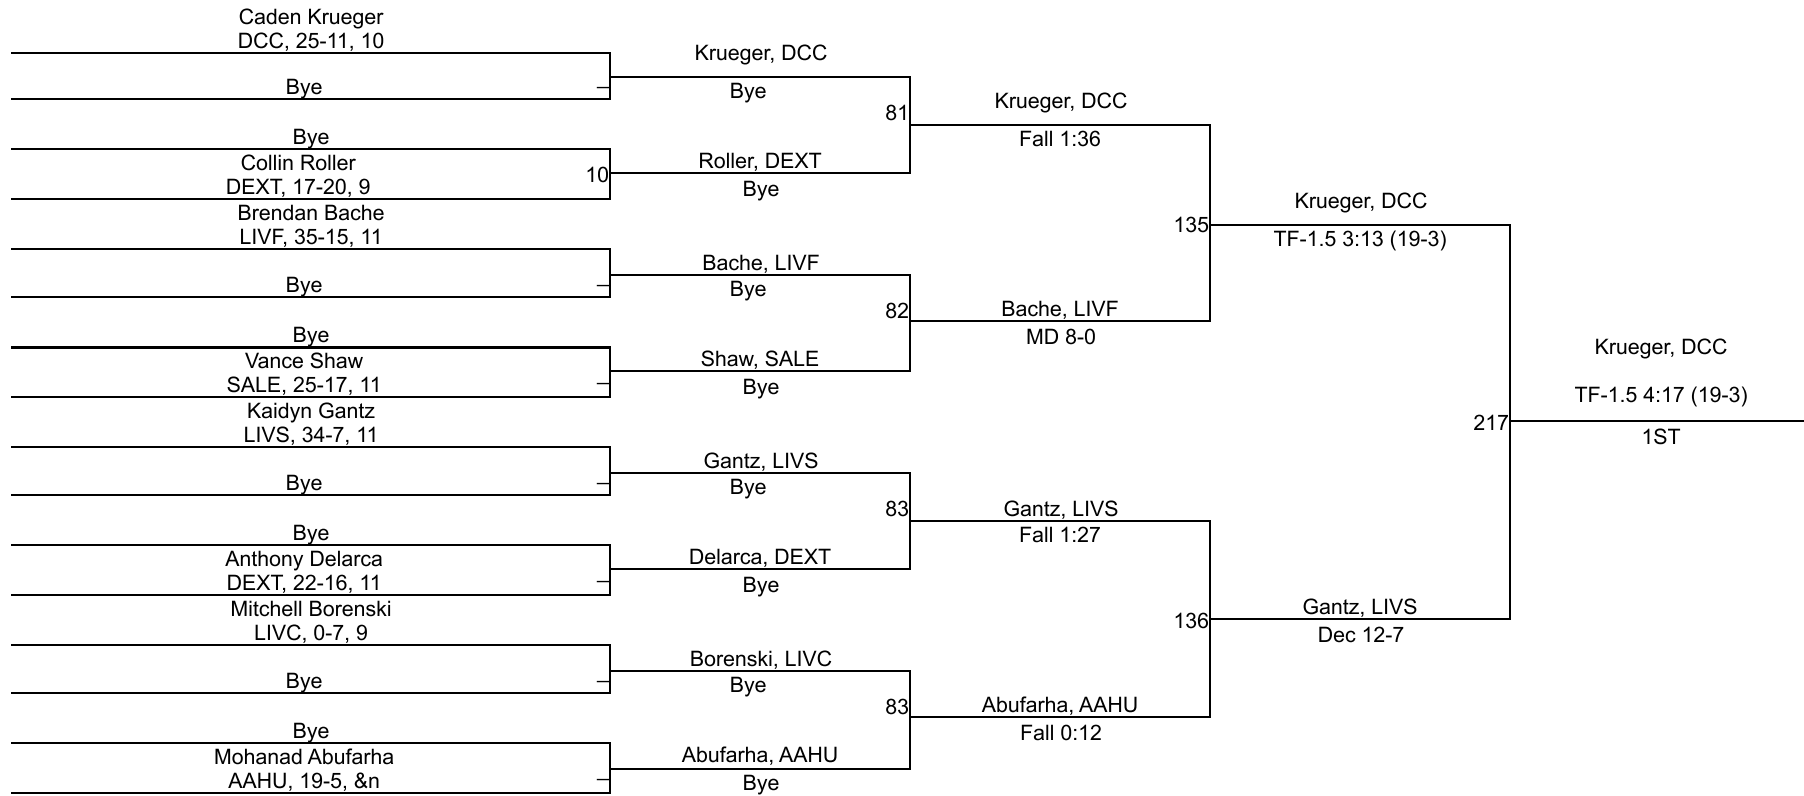 Caden Krueger
DCC, 25-11, 10
Bye
Bye
Collin Roller
DEXT, 17-20, 9
10
Brendan Bache
LIVF, 35-15, 11
Bye
Bye
Vance Shaw
SALE, 25-17, 11
Kaidyn Gantz
LIVS, 34-7, 11
Bye
Bye
Anthony Delarca
DEXT, 22-16, 11
Mitchell Borenski
LIVC, 0-7, 9
Bye
Bye
Mohanad Abufarha
AAHU, 19-5, &n
Krueger, DCC
Bye
81
Roller, DEXT
Bye
Bache, LIVF
Bye
82
Shaw, SALE
Bye
Gantz, LIVS
Bye
83
Delarca, DEXT
Bye
Borenski, LIVC
Bye
83
Abufarha, AAHU
Bye
Krueger, DCC
Fall 1:36
135
Bache, LIVF
MD 8-0
Gantz, LIVS
Fall 1:27
136
Abufarha, AAHU
Fall 0:12
Krueger, DCC
TF-1.5 3:13 (19-3)
217
Gantz, LIVS
Dec 12-7
Krueger, DCC
TF-1.5 4:17 (19-3)
1ST